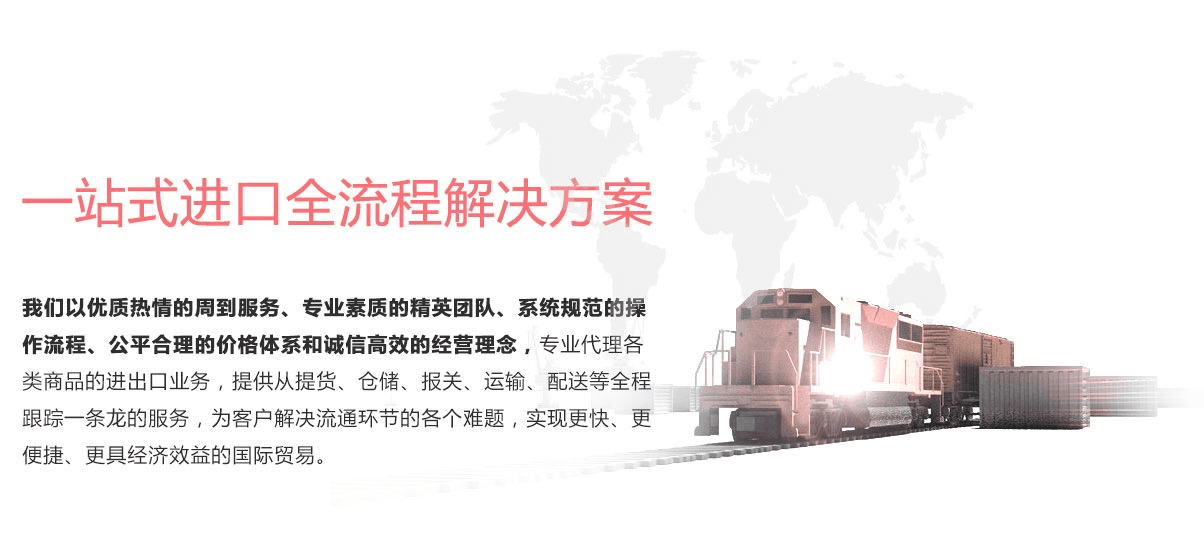 一站式进口全流程解决方案
我们以优质热情的周到服务、专业素质的精英团队、系统规范的操
作流程、公平合理的价格体系和诚信高效的经营理念，专业代理各
类商品的进出口业务，提供从提货、仓储、报关、运输、配送等全程
跟踪一条龙的服务，为客户解决流通环节的各个难题，实现更快、更
便捷、更具经济效益的国际贸易。